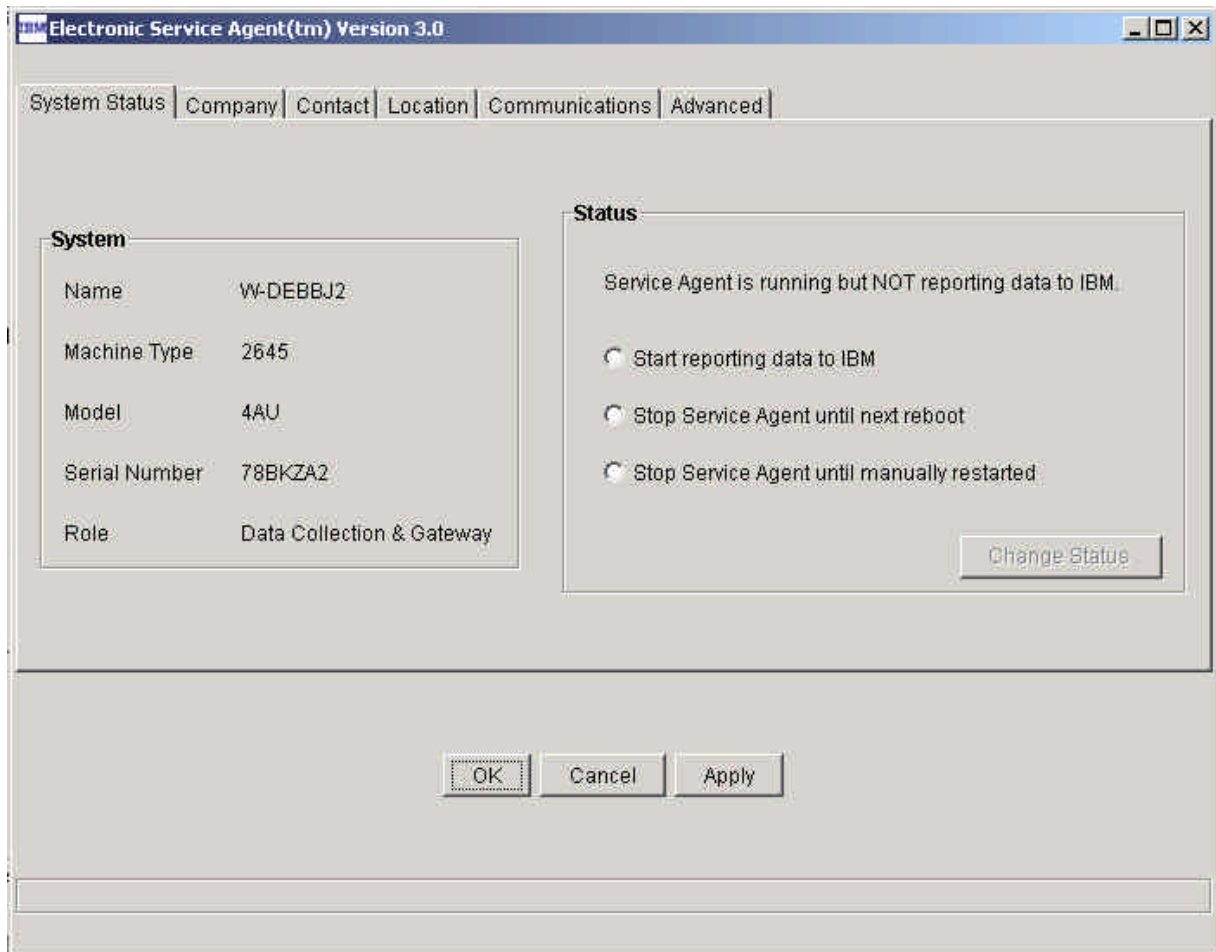 IBM Electronic Service Agent(tm) Version 3.0
System Status Company Contact Location Communications Advanced
System
Name W-DEBBJ2
Machine Type 2645
Model 4AU
Serial Number 78BKZA2
Role Data Collection & Gateway
Status
Service Agent is running but NOT reporting data to IBM.
Start reporting data to IBM
Stop Service Agent until next reboot
Stop Service Agent until manually restarted
Change Status
OK Cancel Apply